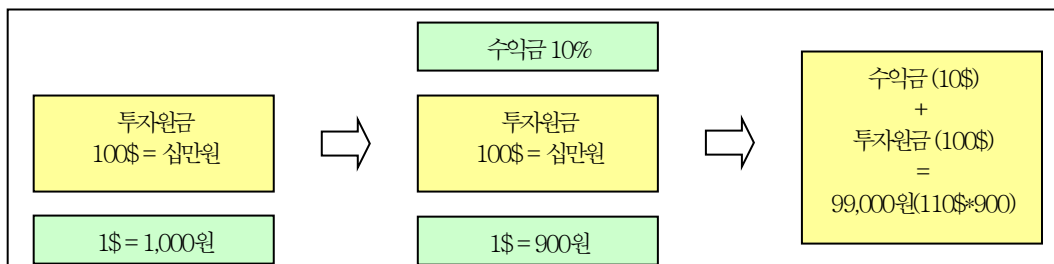 투자원금
100$ = 십만원
1$ = 1,000원
수익금 10%
투자원금
100$ = 십만원
1$ = 900원
수익금 (10$)
+
투자원금 (100$)
=
99,000원(110$*900)